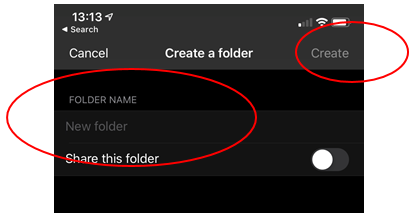 13:13
Search
Cancel Create a folder Create
FOLDER NAME
New folder
Share this folder